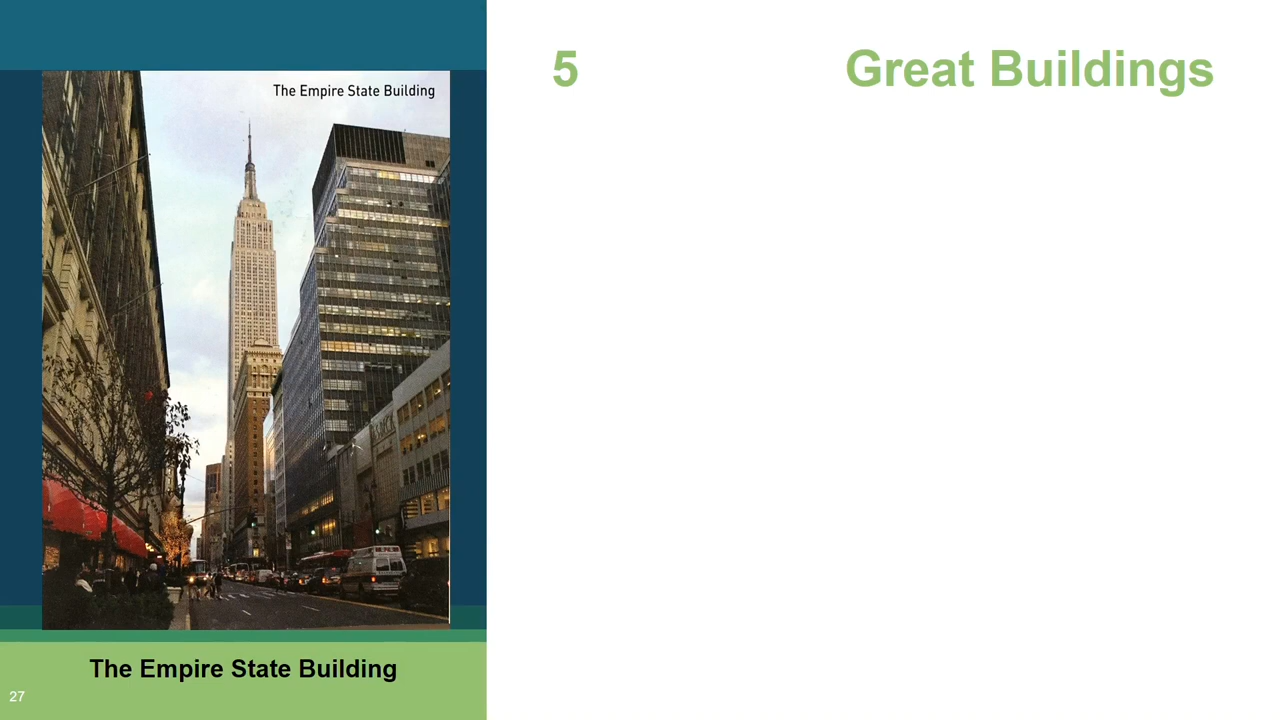 The Empire State Building
5
Great Buildings
The Empire State Building
27